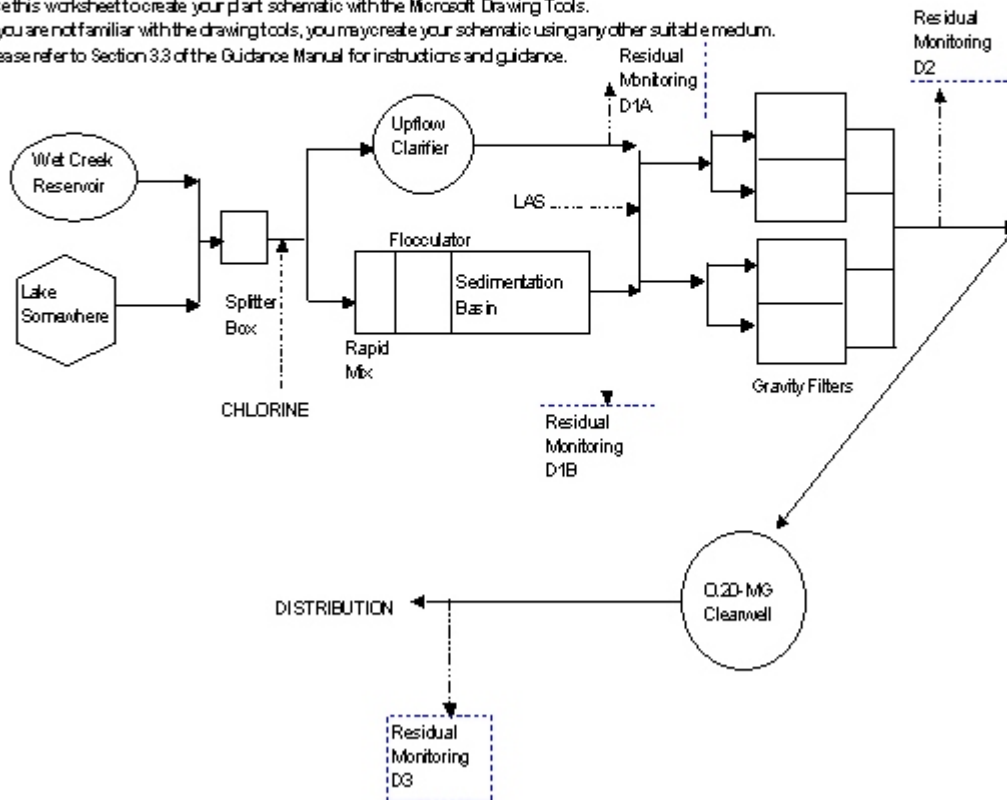 this worksheet to create your plant schematic with the Microsoft Drawing Tools.
you are not familiar with the drawing tools, you may create your schematic using any other suitable medium.
ease refer to Section 3.3 of the Guidance Manual for instructions and guidance.
Residual
Monitoring
D2
Residual
Monitoring
D1A
Upflow
Clarifier
Wet Creek
Reservoir
LAS
Flocculator
Lake
Somewhere
Splitter
Box
Sedimentation
Basin
Rapid
Mix
Gravity Filters
CHLORINE
Residual
Monitoring
D1B
0.20-MG
Clearwell
DISTRIBUTION
Residual
Monitoring
D3